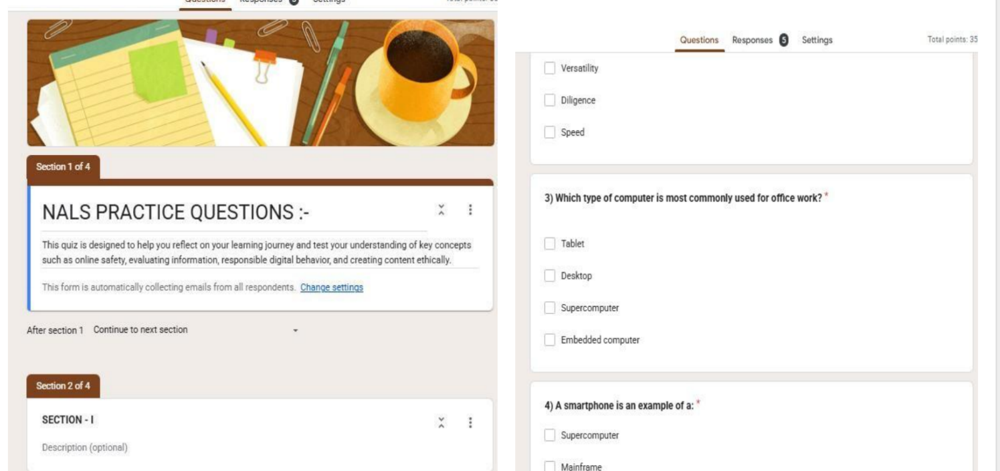 Questions Responses 5 Settings
Total points: 35
Section 1 of 4
NALS PRACTICE QUESTIONS :-
This quiz is designed to help you reflect on your learning journey and test your understanding of key concepts
such as online safety, evaluating information, responsible digital behavior, and creating content ethically.
This form is automatically collecting emails from all respondents. Change settings
After section 1 Continue to next section
Section 2 of 4
SECTION - I
Description (optional)
Questions Responses 5 Settings Total points: 35
Versatility
Diligence
Speed
3) Which type of computer is most commonly used for office work? *
Tablet
Desktop
Supercomputer
Embedded computer
4) A smartphone is an example of a: *
Supercomputer
Mainframe